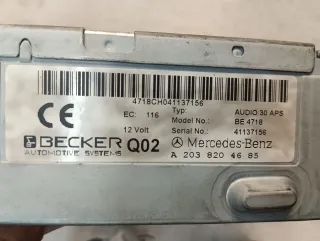 4718CH041137156
CE EC: 116 Typ: AUDIO 30 APS
Model No.: BE 4718
12 Volt Serial No.: 41137156
BECKER Q02 Mercedes-Benz
AUTOMOTIVE SYSTEMS A 203 820 46 85